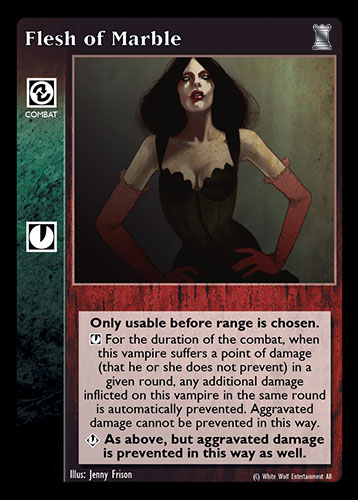 Flesh of Marble
COMBAT
Only usable before range is chosen.
For the duration of the combat, when
this vampire suffers a point of damage
(that he or she does not prevent) in a
given round, any additional damage
inflicted on this vampire in the same round
is automatically prevented. Aggravated
damage cannot be prevented in this way.
As above, but aggravated damage
is prevented in this way as well.
Illus: Jenny Frison
(C) White Wolf Entertainment AB